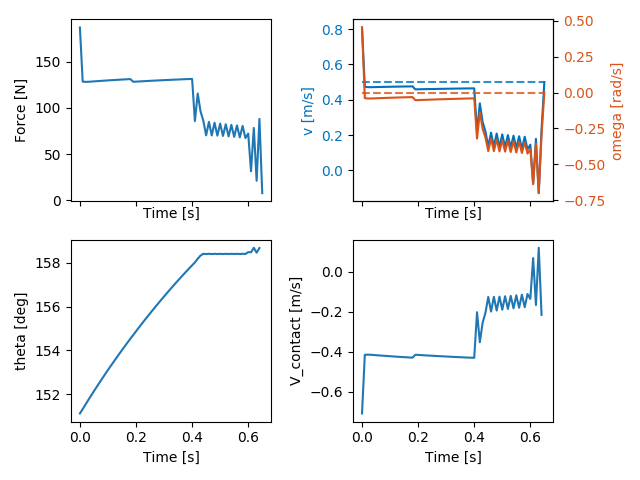 Force [N]
150
100
50
0
Time [s]
v [m/s]
0.8
0.6
0.4
0.2
0.0
Time [s]
0.50
0.25
0.00
−0.25
−0.50
−0.75
omega [rad/s]
theta [deg]
158
156
154
152
0.0 0.2 0.4 0.6
Time [s]
V_contact [m/s]
0.0
−0.2
−0.4
−0.6
0.0 0.2 0.4 0.6
Time [s]